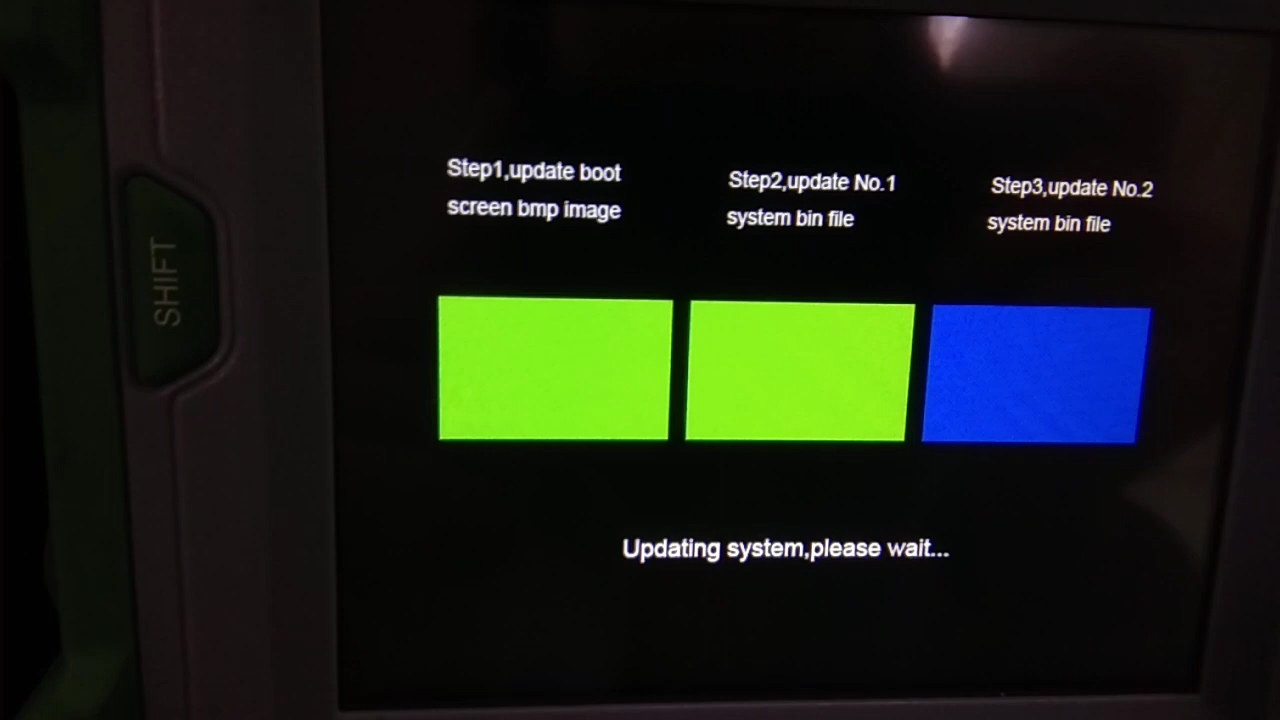 SHIFT
Step1,update boot
screen bmp image
Step2,update No.1
system bin file
Step3,update No.2
system bin file
Updating system,please wait...